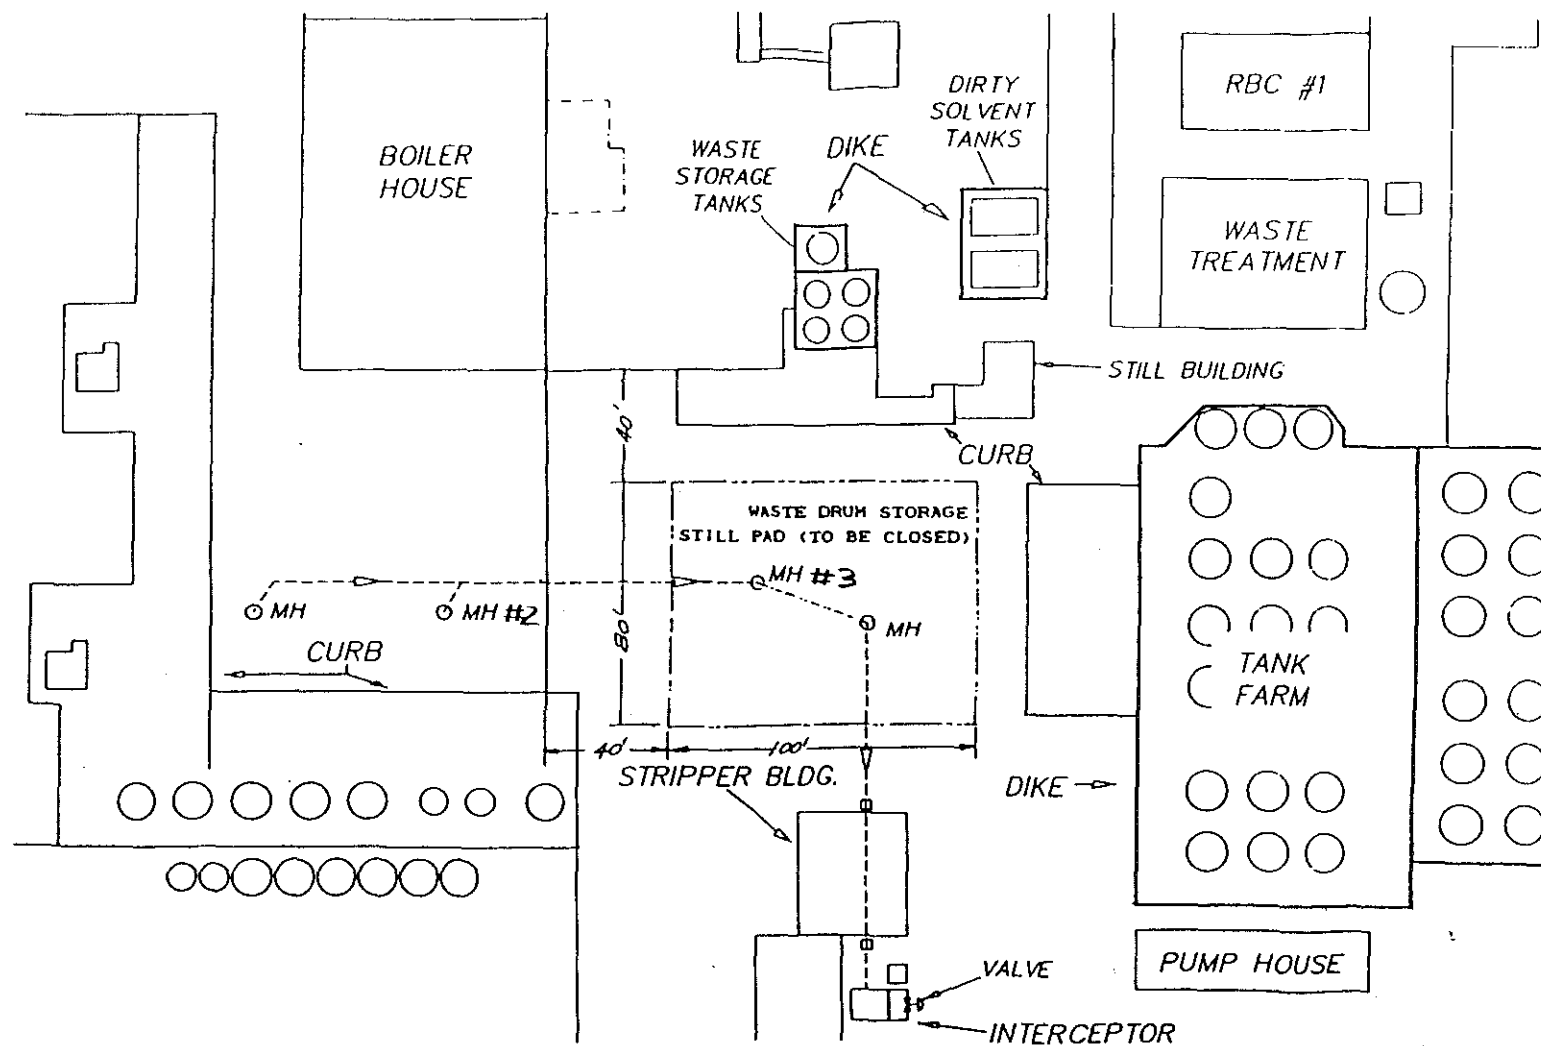 RBC #1
DIRTY
SOLVENT
TANKS
BOILER
HOUSE
WASTE
STORAGE
TANKS
DIKE
WASTE
TREATMENT
STILL BUILDING
40'
CURB
WASTE DRUM STORAGE
STILL PAD (TO BE CLOSED)
MH #3
MH
MH #2
MH
80'
CURB
TANK
FARM
40'
100'
STRIPPER BLDG.
DIKE
VALVE
PUMP HOUSE
INTERCEPTOR